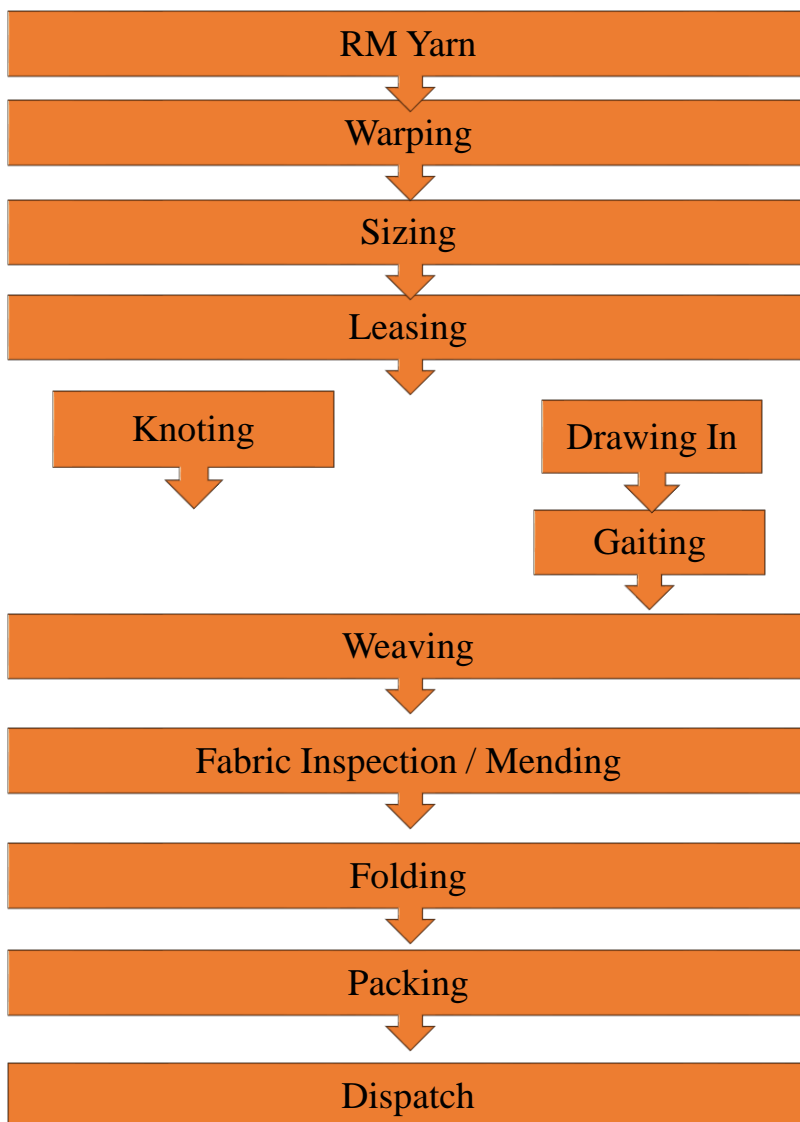 RM Yarn
Warping
Sizing
Leasing
Knoting
Drawing In
Gaiting
Weaving
Fabric Inspection / Mending
Folding
Packing
Dispatch